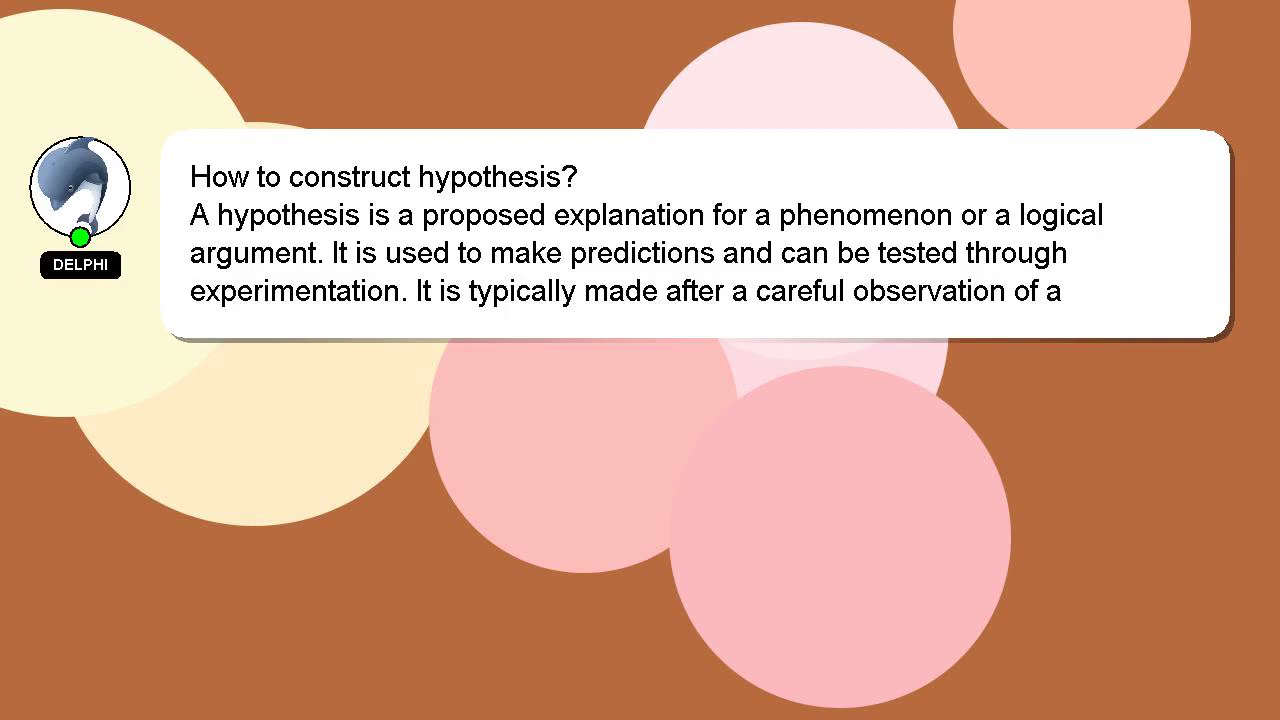 How to construct hypothesis?
A hypothesis is a proposed explanation for a phenomenon or a logical
argument. It is used to make predictions and can be tested through
experimentation. It is typically made after a careful observation of a
DELPHI